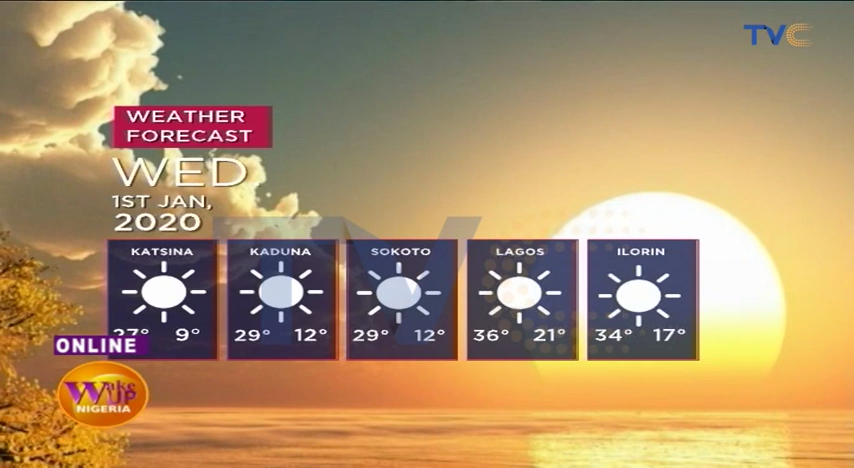 TVC
WEATHER
FORECAST
WED
1ST JAN,
2020
TVC
KATSINA
KADUNA
SOKOTO
LAGOS
ILORIN
27° 9°
29° 12°
29° 12°
36° 21°
34° 17°
ONLINE
Wake
UP
NIGERIA